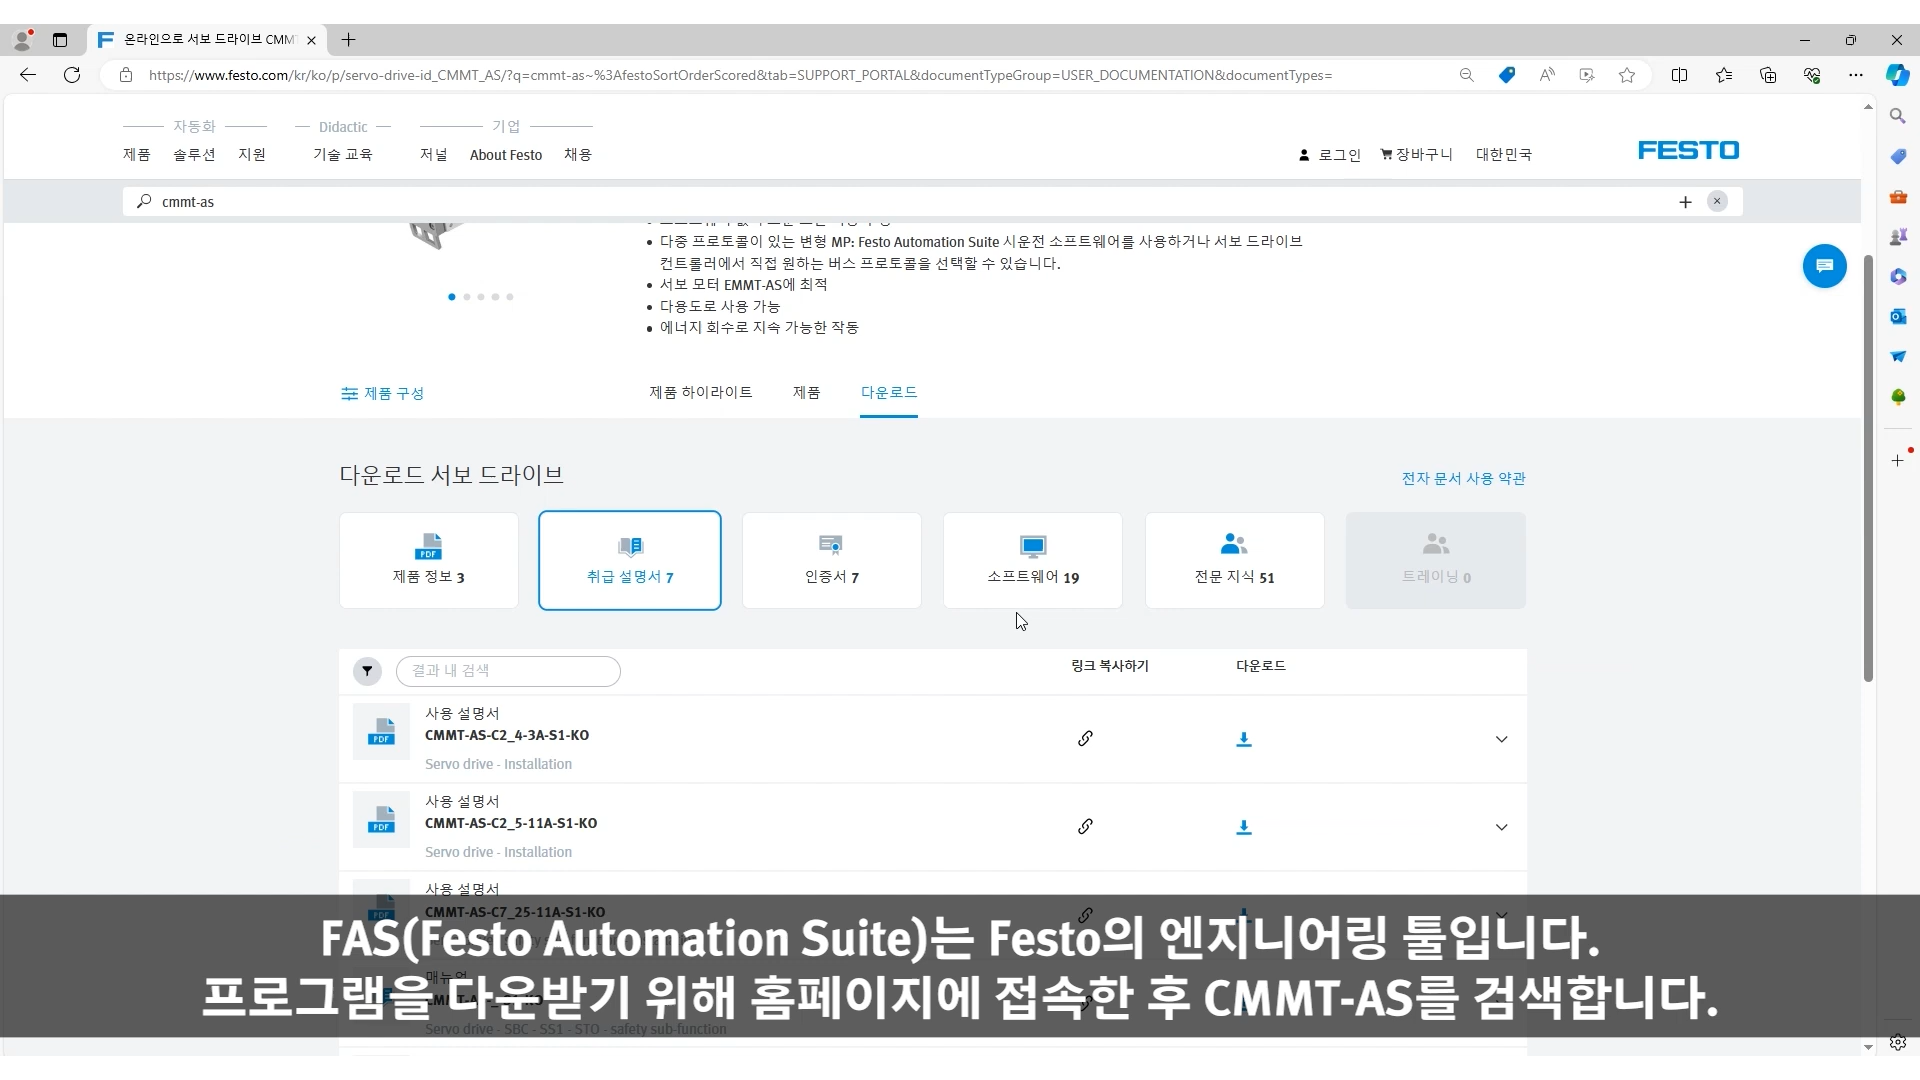 온라인으로 서보 드라이브 CMM
https://www.festo.com/kr/ko/p/servo-drive-id_CMMT_AS/?q=cmmt-as~%3AfestoSortOrderScored&tab=SUPPORT_PORTAL&documentTypeGroup=USER_DOCUMENTATION&documentTypes=
자동화 Didactic 기업
제품 솔루션 지원 기술 교육 저널 About Festo 채용 로그인 장바구니 대한민국 FESTO
cmmt-as
다중 프로토콜이 있는 변형 MP: Festo Automation Suite 시운전 소프트웨어를 사용하거나 서보 드라이브
컨트롤러에서 직접 원하는 버스 프로토콜을 선택할 수 있습니다.
서보 모터 EMMT-AS에 최적
다용도로 사용 가능
에너지 회수로 지속 가능한 작동
제품 구성 제품 하이라이트 제품 다운로드
다운로드 서보 드라이브
전자 문서 사용 약관
PDF
제품 정보 3
취급 설명서 7
인증서 7
소프트웨어 19
전문 지식 51
트레이닝 0
결과 내 검색 링크 복사하기 다운로드
사용 설명서
PDF CMMT-AS-C2_4-3A-S1-KO
Servo drive - Installation
사용 설명서
PDF CMMT-AS-C2_5-11A-S1-KO
Servo drive - Installation
사용 설명서
PDF CMMT-AS-C7_25-11A-S1-KO
FAS(Festo Automation Suite)는 Festo의 엔지니어링 툴입니다.
매뉴얼
프로그램을 다운받기 위해 홈페이지에 접속한 후 CMMT-AS를 검색합니다.
Servo drive - SBC - SS1 - STO - safety sub-function